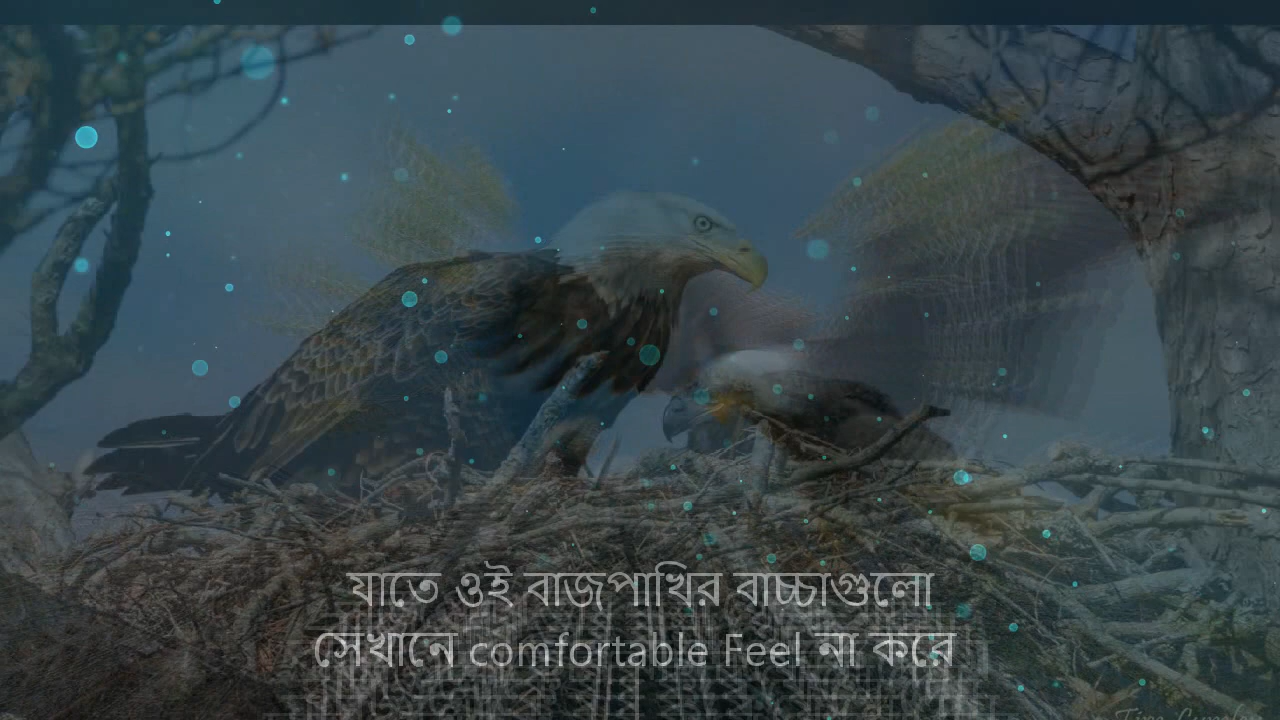 যাতে ওই বাজপাখির বাচ্চাগুলো
সেখানে comfortable Feel না করে